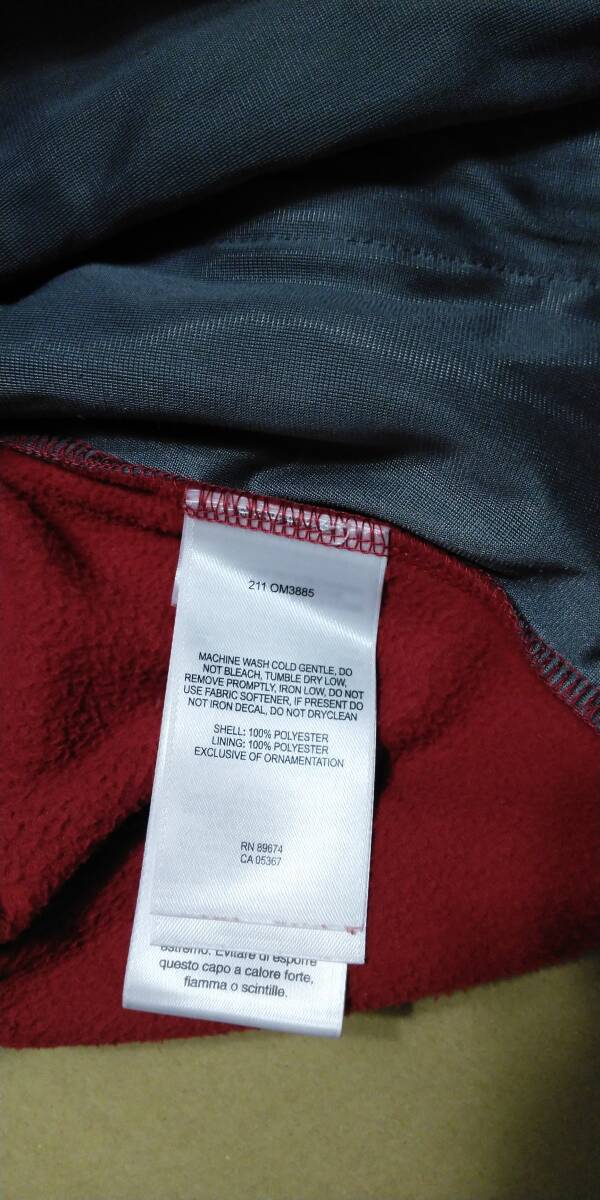 211 OM3885
MACHINE WASH COLD GENTLE, DO
NOT BLEACH, TUMBLE DRY LOW,
REMOVE PROMPTLY, IRON LOW, DO NOT
USE FABRIC SOFTENER, IF PRESENT DO
NOT IRON DECAL, DO NOT DRYCLEAN
SHELL: 100% POLYESTER
LINING: 100% POLYESTER
EXCLUSIVE OF ORNAMENTATION
RN 89674
CA 05367
estremo. Evitare di esporre
questo capo a calore forte,
fiamma o scintille.